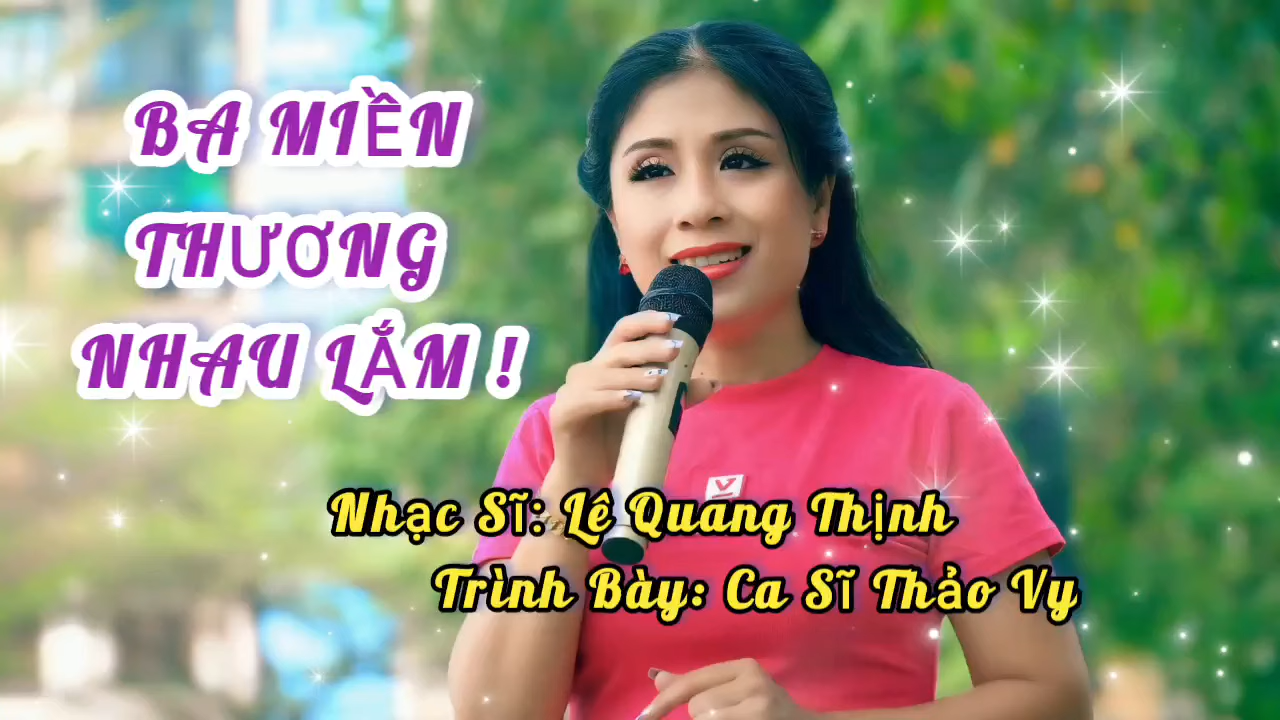 BA MIỀN
THƯƠNG
NHAU LẮM !
V
Nhạc Sĩ: Lê Quang Thịnh
Trình Bày: Ca Sĩ Thảo Vy